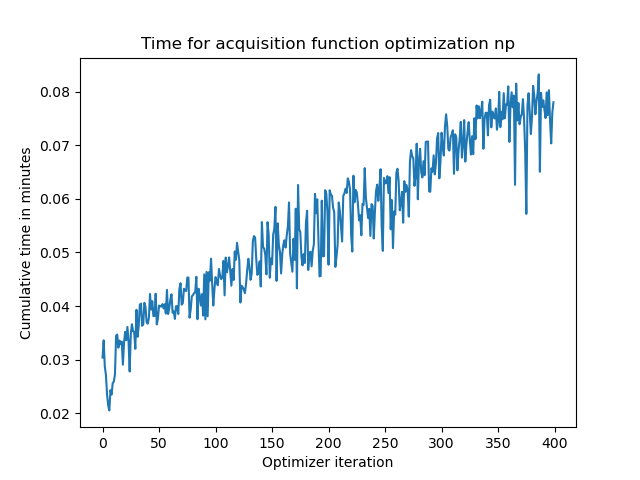 Time for acquisition function optimization np
Cumulative time in minutes
0.08
0.07
0.06
0.05
0.04
0.03
0.02
0 50 100 150 200 250 300 350 400
Optimizer iteration